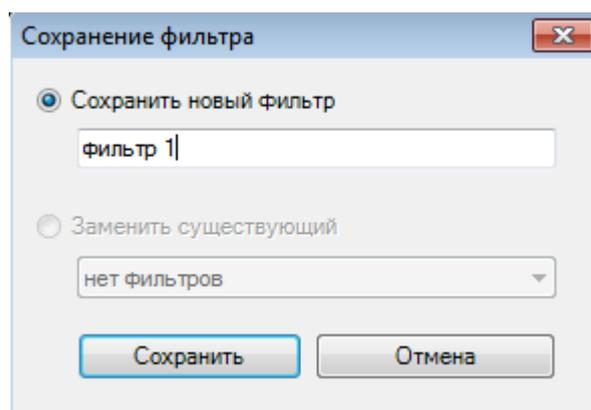 Сохранение фильтра
Сохранить новый фильтр
фильтр 1
Заменить существующий
нет фильтров
Сохранить
Отмена